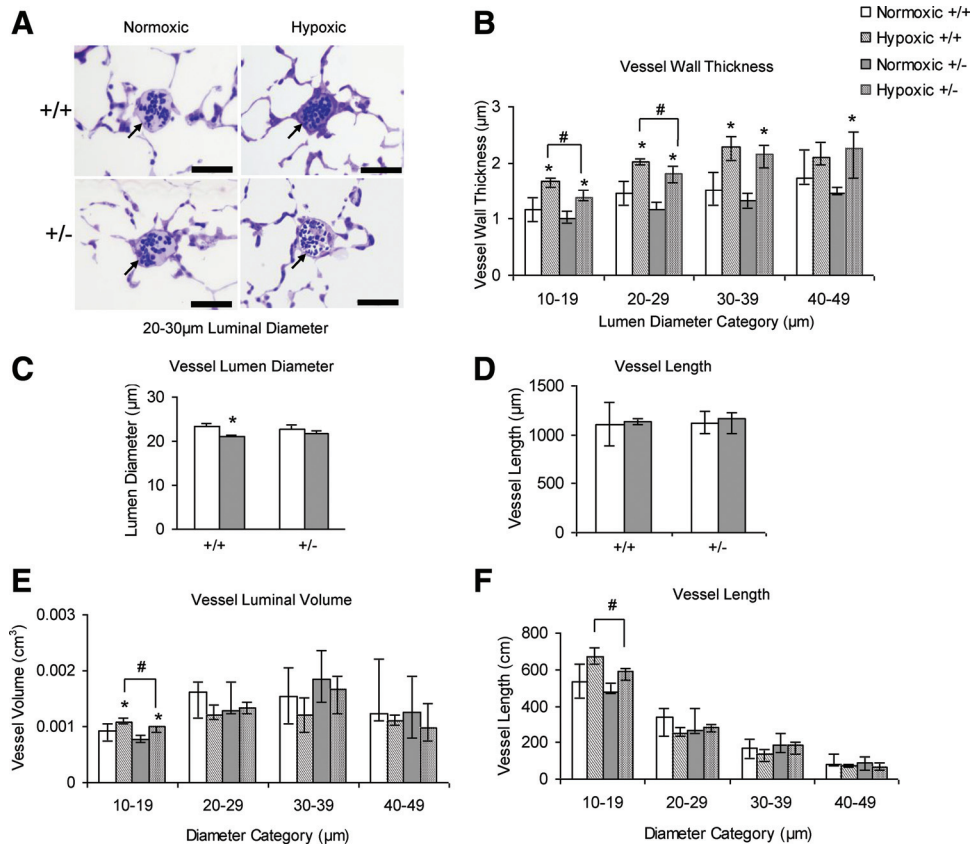 A
Normoxic
Hypoxic
+/+
+/-
20-30µm Luminal Diameter
B
Normoxic +/+
Hypoxic +/+
Normoxic +/-
Hypoxic +/-
Vessel Wall Thickness
Vessel Wall Thickness (µm)
3
2
1
0
# # * * * * * * *
10-19 20-29 30-39 40-49
Lumen Diameter Category (µm)
C
Vessel Lumen Diameter
Lumen Diameter (µm)
30
20
10
0
*
+/+ +/-
D
Vessel Length
Vessel Length (µm)
1500
1000
500
0
+/+ +/-
E
Vessel Luminal Volume
Vessel Volume (cm³)
0.003
0.002
0.001
0
#
* *
10-19 20-29 30-39 40-49
Diameter Category (µm)
F
Vessel Length
Vessel Length (cm)
800
600
400
200
0
#
10-19 20-29 30-39 40-49
Diameter Category (µm)